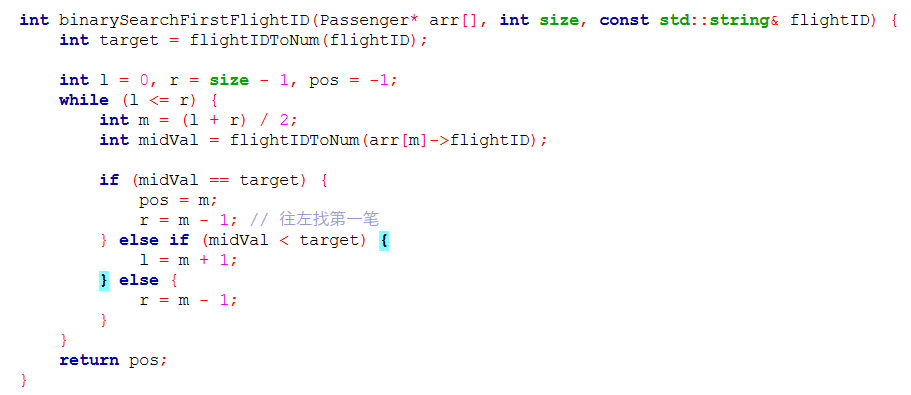 int binarySearchFirstFlightID(Passenger* arr[], int size, const std::string& flightID) {
    int target = flightIDToNum(flightID);

    int l = 0, r = size - 1, pos = -1;
    while (l <= r) {
        int m = (l + r) / 2;
        int midVal = flightIDToNum(arr[m]->flightID);

        if (midVal == target) {
            pos = m;
            r = m - 1; // 往左找第一笔
        } else if (midVal < target) {
            l = m + 1;
        } else {
            r = m - 1;
        }
    }
    return pos;
}